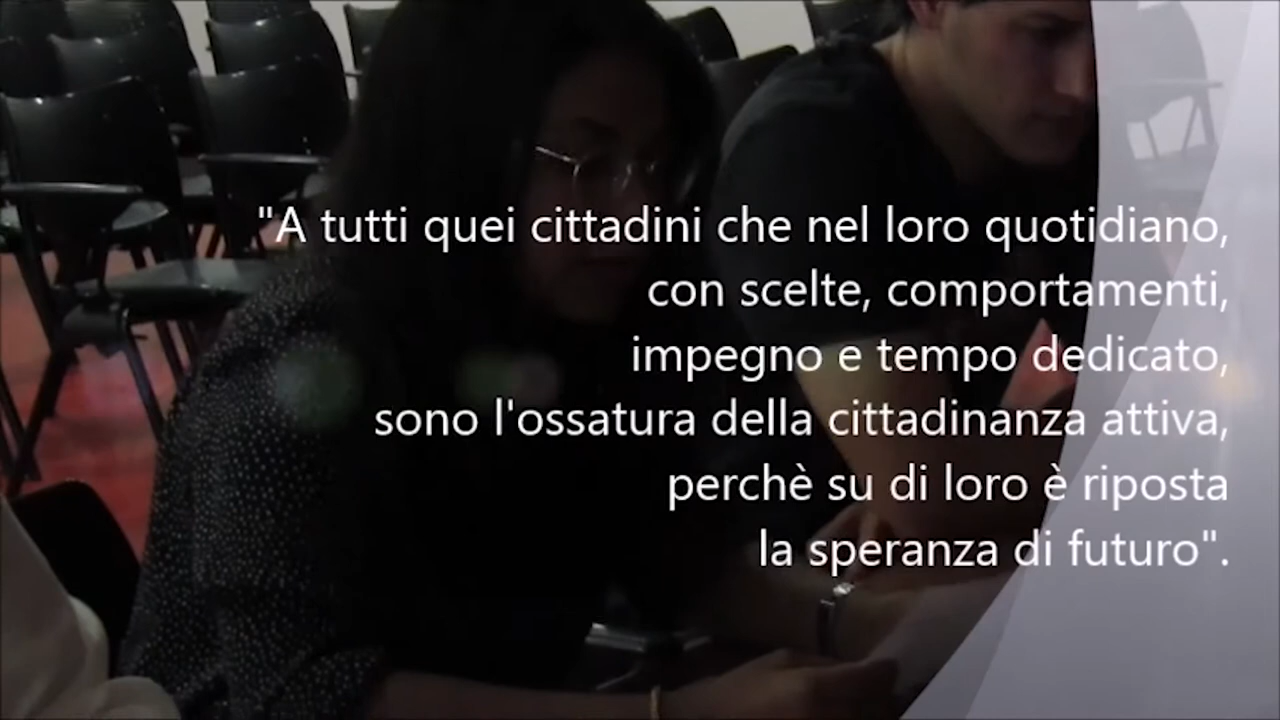 "A tutti quei cittadini che nel loro quotidiano,
con scelte, comportamenti,
impegno e tempo dedicato,
sono l'ossatura della cittadinanza attiva,
perchè su di loro è riposta
la speranza di futuro".